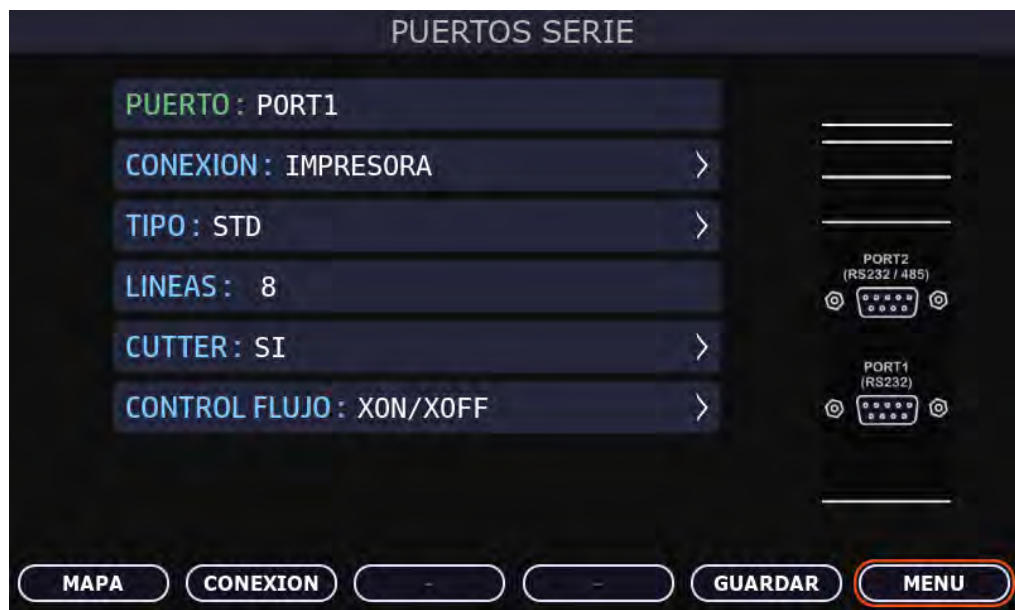 PUERTOS SERIE
PUERTO: PORT1
CONEXION: IMPRESORA
TIPO: STD
LINEAS: 8
CUTTER: SI
CONTROL FLUJO: XON/XOFF
PORT2
(RS232 / 485)
PORT1
(RS232)
MAPA CONEXION - - GUARDAR MENU